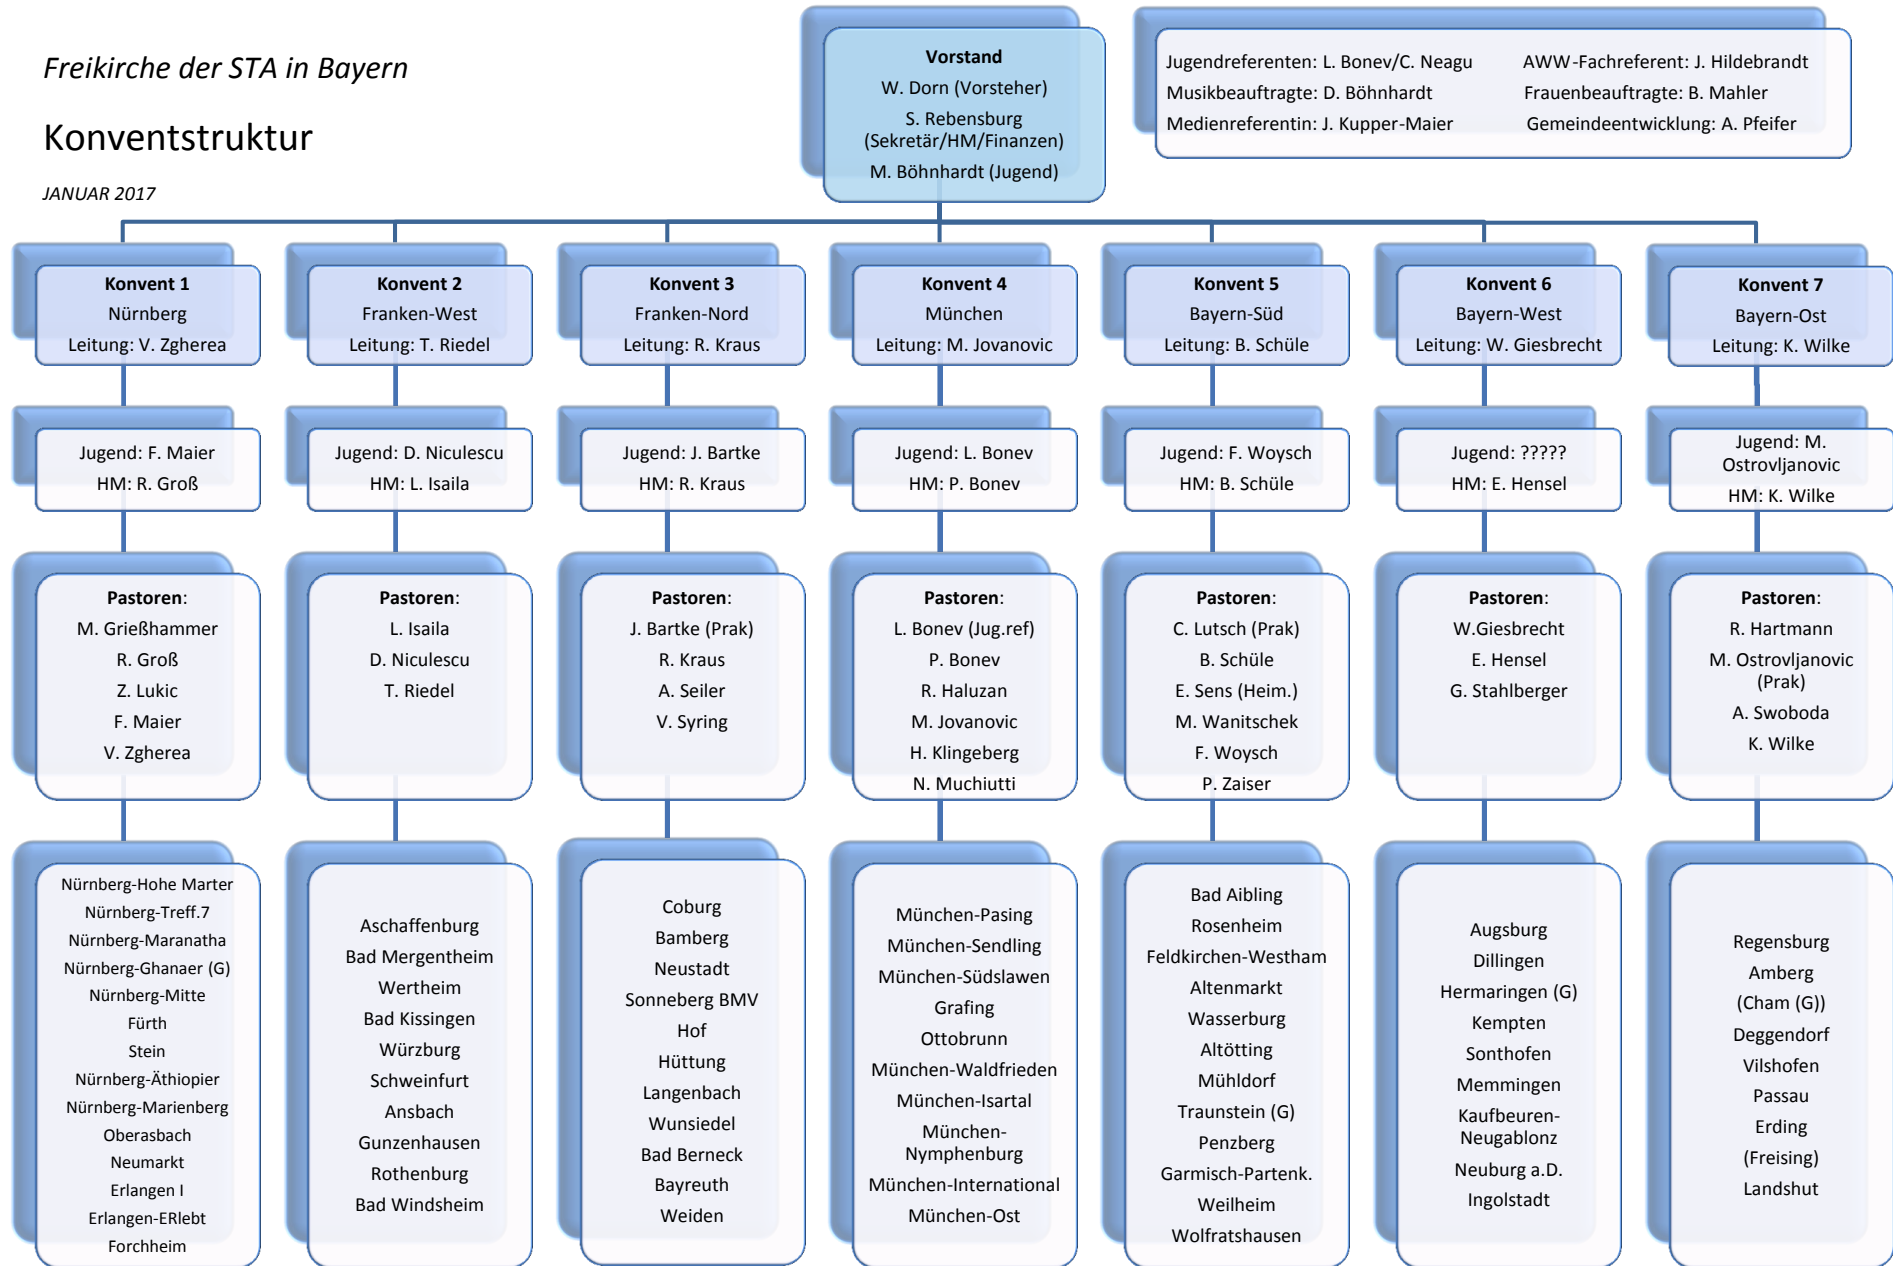 Freikirche der STA in Bayern
Konventstruktur
JANUAR 2017
Vorstand
W. Dorn (Vorsteher)
S. Rebensburg
(Sekretär/HM/Finanzen)
M. Böhnhardt (Jugend)
Jugendreferenten: L. Bonev/C. Neagu AWW-Fachreferent: J. Hildebrandt
Musikbeauftragte: D. Böhnhardt Frauenbeauftragte: B. Mahler
Medienreferentin: J. Kupper-Maier Gemeindeentwicklung: A. Pfeifer
Konvent 1
Nürnberg
Leitung: V. Zgherea
Jugend: F. Maier
HM: R. Groß
Pastoren:
M. Grießhammer
R. Groß
Z. Lukic
F. Maier
V. Zgherea
Nürnberg-Hohe Marter
Nürnberg-Treff.7
Nürnberg-Maranatha
Nürnberg-Ghanaer (G)
Nürnberg-Mitte
Fürth
Stein
Nürnberg-Äthiopier
Nürnberg-Marienberg
Oberasbach
Neumarkt
Erlangen I
Erlangen-ERlebt
Forchheim
Konvent 2
Franken-West
Leitung: T. Riedel
Jugend: D. Niculescu
HM: L. Isaila
Pastoren:
L. Isaila
D. Niculescu
T. Riedel
Aschaffenburg
Bad Mergentheim
Wertheim
Bad Kissingen
Würzburg
Schweinfurt
Ansbach
Gunzenhausen
Rothenburg
Bad Windsheim
Konvent 3
Franken-Nord
Leitung: R. Kraus
Jugend: J. Bartke
HM: R. Kraus
Pastoren:
J. Bartke (Prak)
R. Kraus
A. Seiler
V. Syring
Coburg
Bamberg
Neustadt
Sonneberg BMV
Hof
Hüttung
Langenbach
Wunsiedel
Bad Berneck
Bayreuth
Weiden
Konvent 4
München
Leitung: M. Jovanovic
Jugend: L. Bonev
HM: P. Bonev
Pastoren:
L. Bonev (Jug.ref)
P. Bonev
R. Haluzan
M. Jovanovic
H. Klingeberg
N. Muchiutti
München-Pasing
München-Sendling
München-Südslawen
Grafing
Ottobrunn
München-Waldfrieden
München-Isartal
München-
Nymphenburg
München-International
München-Ost
Konvent 5
Bayern-Süd
Leitung: B. Schüle
Jugend: F. Woysch
HM: B. Schüle
Pastoren:
C. Lutsch (Prak)
B. Schüle
E. Sens (Heim.)
M. Wanitschek
F. Woysch
P. Zaiser
Bad Aibling
Rosenheim
Feldkirchen-Westham
Altenmarkt
Wasserburg
Altötting
Mühldorf
Traunstein (G)
Penzberg
Garmisch-Partenk.
Weilheim
Wolfratshausen
Konvent 6
Bayern-West
Leitung: W. Giesbrecht
Jugend: ?????
HM: E. Hensel
Pastoren:
W.Giesbrecht
E. Hensel
G. Stahlberger
Augsburg
Dillingen
Hermaringen (G)
Kempten
Sonthofen
Memmingen
Kaufbeuren-
Neugablonz
Neuburg a.D.
Ingolstadt
Konvent 7
Bayern-Ost
Leitung: K. Wilke
Jugend: M.
Ostrovljanovic
HM: K. Wilke
Pastoren:
R. Hartmann
M. Ostrovljanovic
(Prak)
A. Swoboda
K. Wilke
Regensburg
Amberg
(Cham (G))
Deggendorf
Vilshofen
Passau
Erding
(Freising)
Landshut